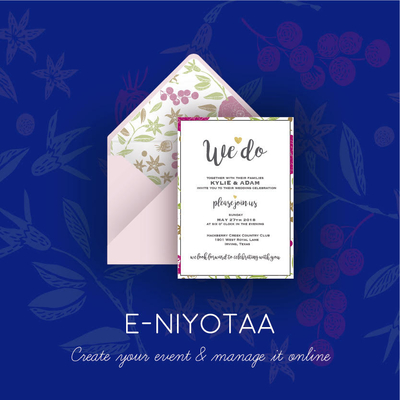 We do
TOGETHER WITH THEIR FAMILIES
KYLIE & ADAM
INVITE YOU TO THEIR WEDDING CELEBRATION
please join us
SUNDAY
MAY 27TH 2018
AT SIX O' CLOCK IN THE EVENING
HACKBERRY CREEK COUNTRY CLUB
1901 WEST ROYAL LANE
IRVING, TEXAS
we look forward to celebrating with you
E-NIYOTAA
Create your event & manage it online